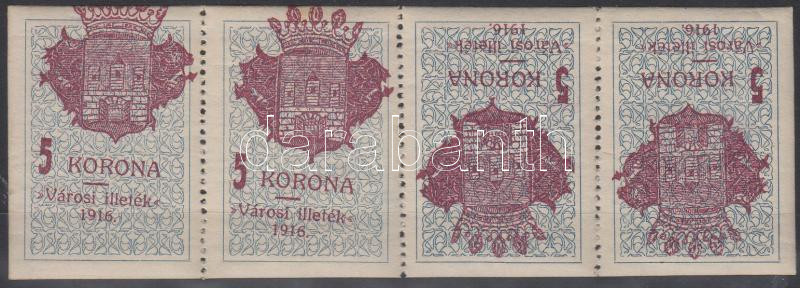 5 KORONA
»Városi illeték«
1916.
5 KORONA
»Városi illeték«
1916.
5 KORONA
»Városi illeték«
1916.
5 KORONA
»Városi illeték«
1916.
darabanth